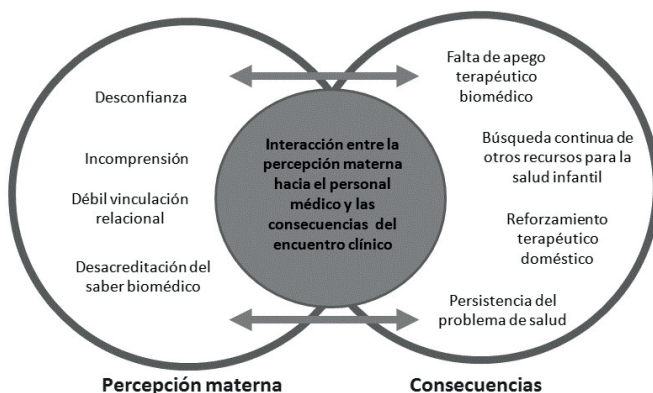 Desconfianza
Incomprensión
Débil vinculación
relacional
Desacreditación del
saber biomédico
Interacción entre la
percepción materna
hacia el personal
médico y las
consecuencias del
encuentro clínico
Falta de apego
terapéutico
biomédico
Búsqueda continua de
otros recursos para la
salud infantil
Reforzamiento
terapéutico
doméstico
Persistencia del
problema de salud
Percepción materna
Consecuencias